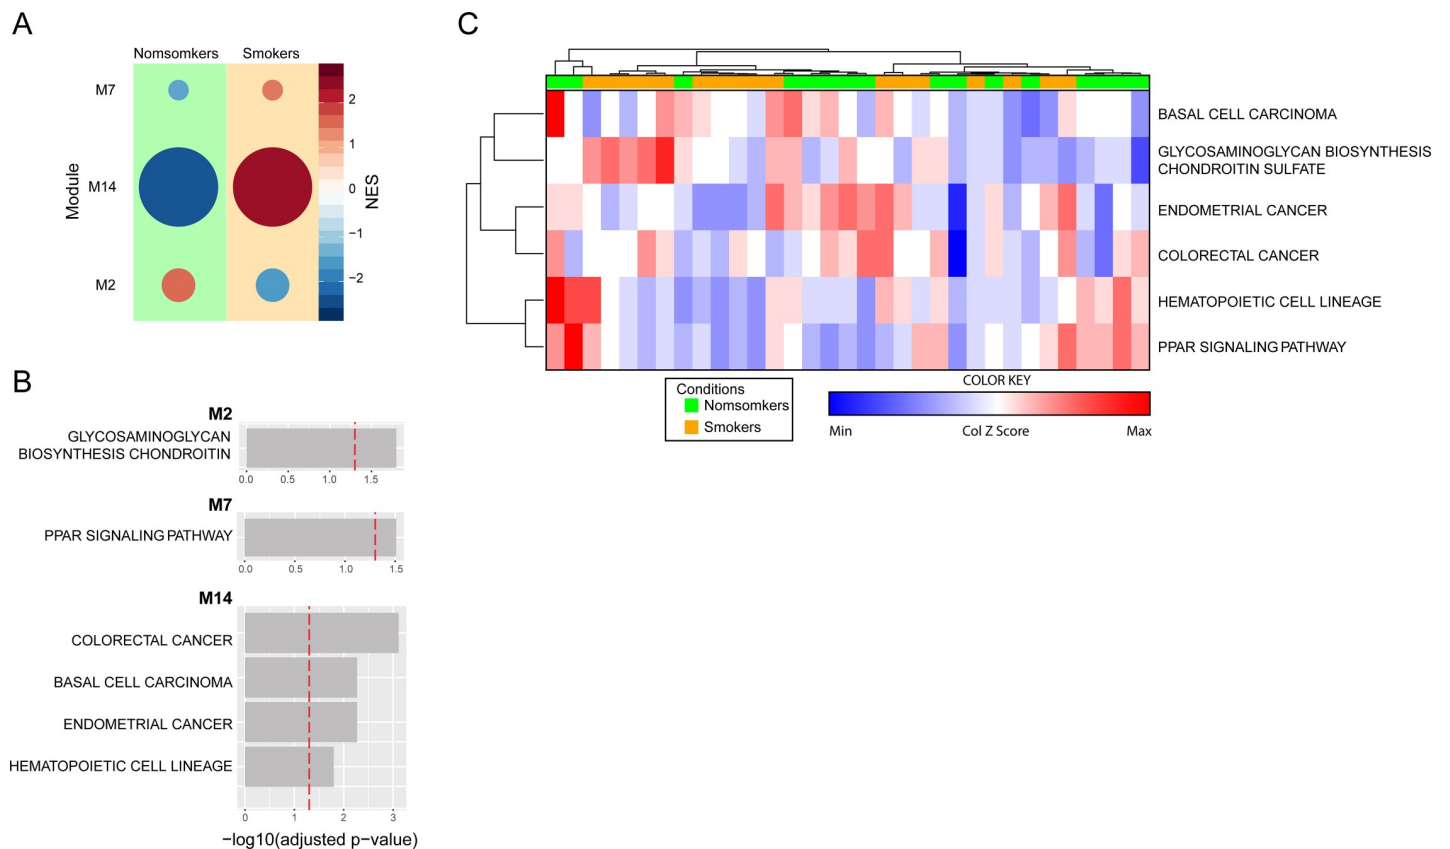 A
Nomsomkers Smokers
M7
M14
M2
Module
2
1
0
−1
−2
NES
B
M2
GLYCOSAMINOGLYCAN
BIOSYNTHESIS CHONDROITIN
0.0 0.5 1.0 1.5
M7
PPAR SIGNALING PATHWAY
0.0 0.5 1.0 1.5
M14
COLORECTAL CANCER
BASAL CELL CARCINOMA
ENDOMETRIAL CANCER
HEMATOPOIETIC CELL LINEAGE
0 1 2 3
−log10(adjusted p−value)
C
BASAL CELL CARCINOMA
GLYCOSAMINOGLYCAN BIOSYNTHESIS
CHONDROITIN SULFATE
ENDOMETRIAL CANCER
COLORECTAL CANCER
HEMATOPOIETIC CELL LINEAGE
PPAR SIGNALING PATHWAY
Conditions
Nomsomkers
Smokers
COLOR KEY
Min Col Z Score Max